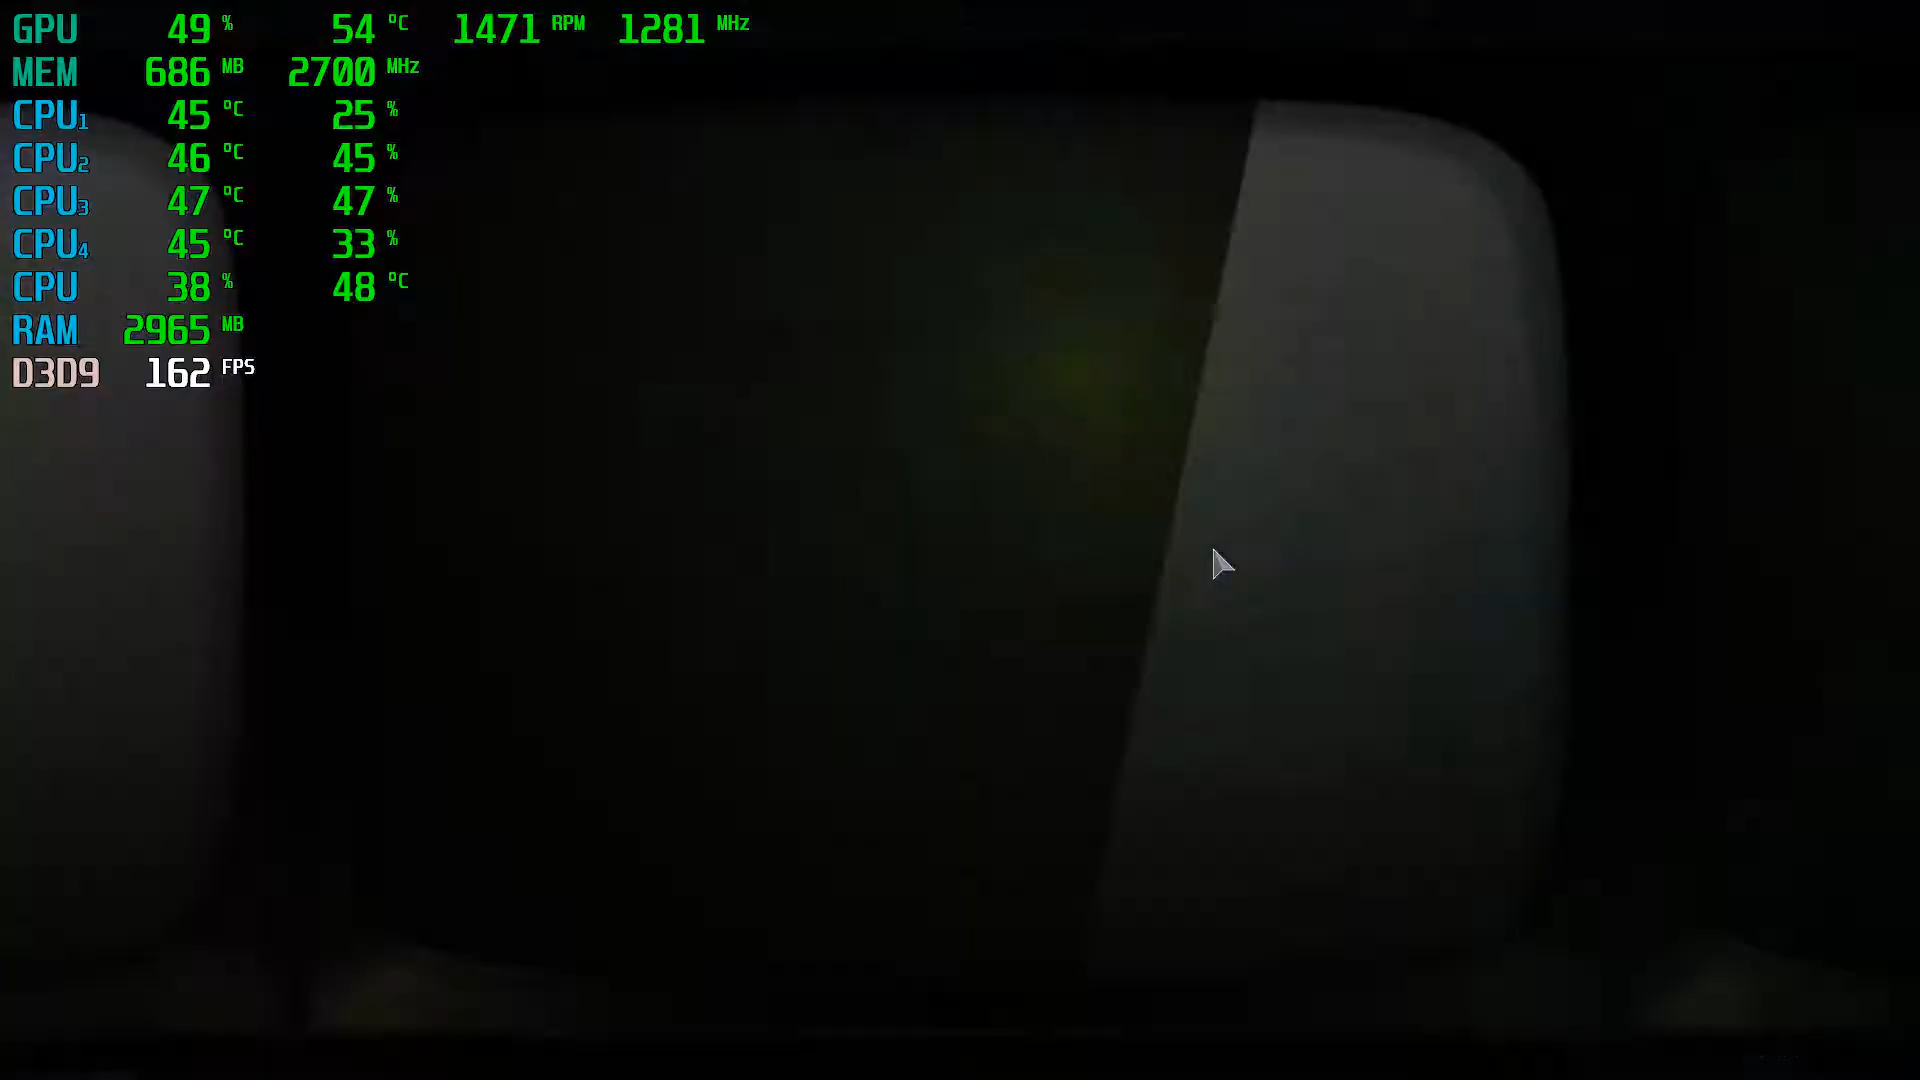 GPU 49 % 54 °C 1471 RPM 1281 MHz
MEM 686 MB 2700 MHz
CPU1 45 °C 25 %
CPU2 46 °C 45 %
CPU3 47 °C 47 %
CPU4 45 °C 33 %
CPU 38 % 48 °C
RAM 2965 MB
D3D9 162 FPS